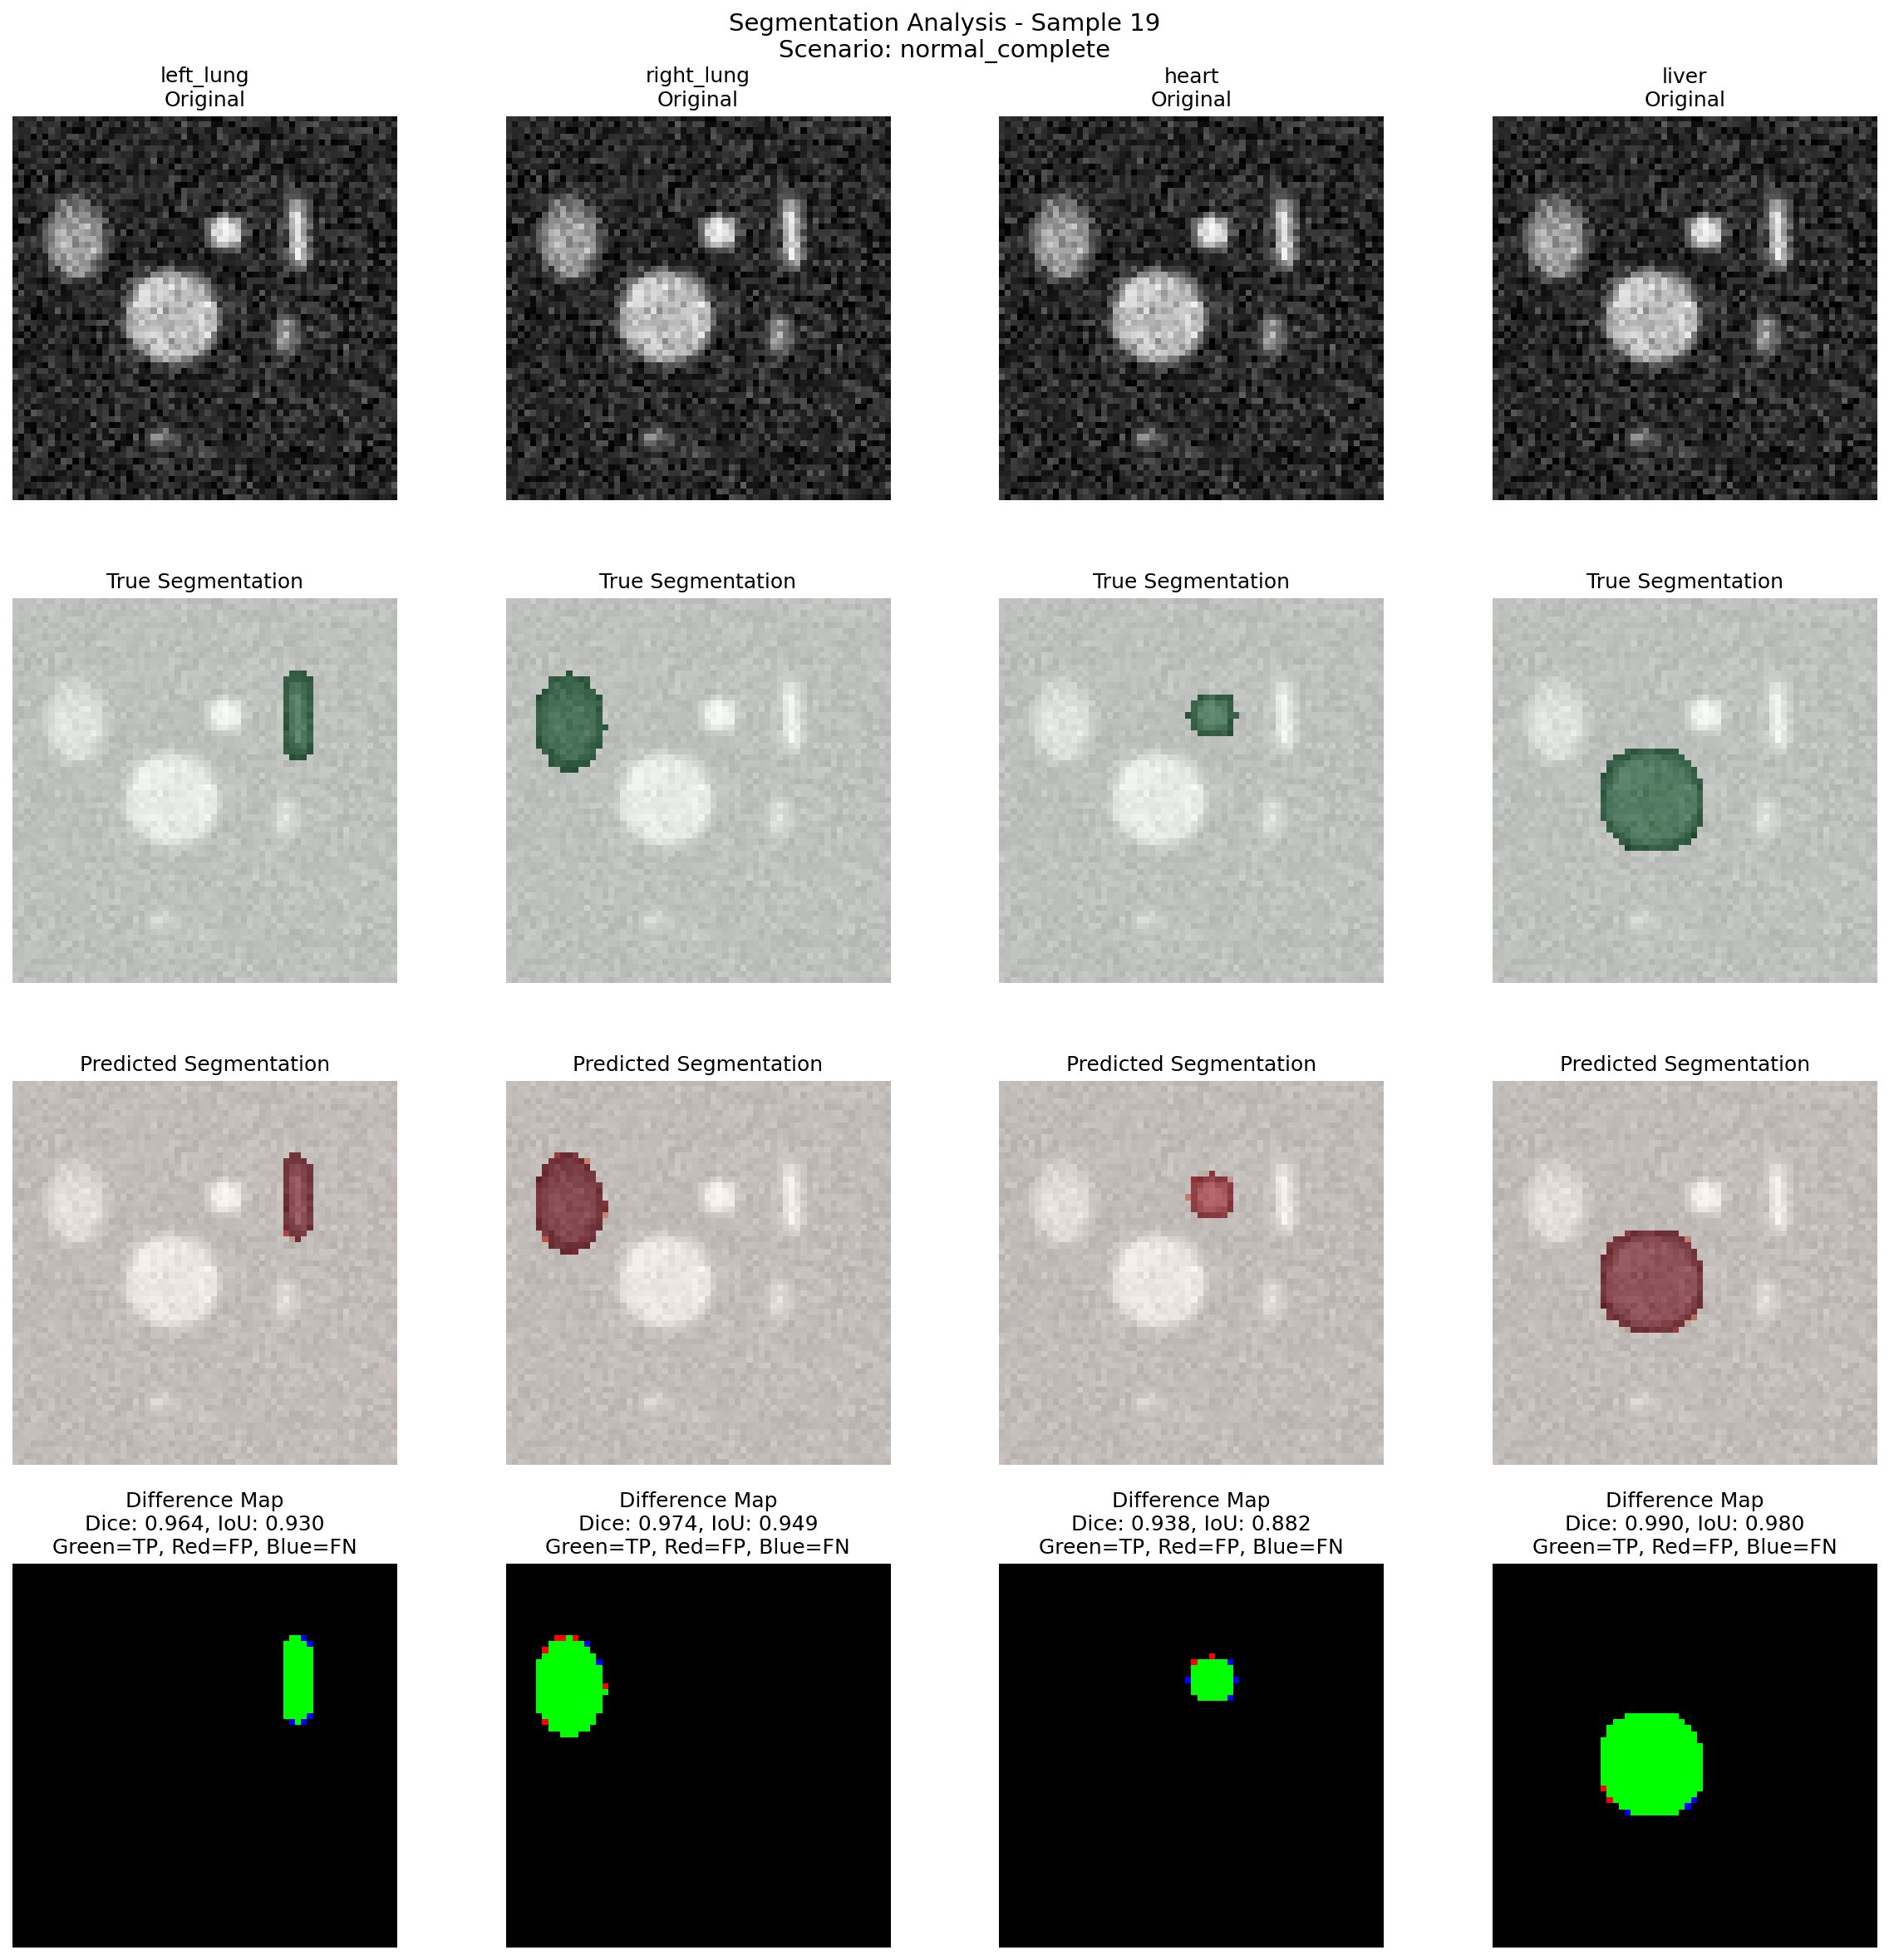 Segmentation Analysis - Sample 19
Scenario: normal_complete
left_lung
Original
right_lung
Original
heart
Original
liver
Original
True Segmentation
True Segmentation
True Segmentation
True Segmentation
Predicted Segmentation
Predicted Segmentation
Predicted Segmentation
Predicted Segmentation
Difference Map
Dice: 0.964, IoU: 0.930
Green=TP, Red=FP, Blue=FN
Difference Map
Dice: 0.974, IoU: 0.949
Green=TP, Red=FP, Blue=FN
Difference Map
Dice: 0.938, IoU: 0.882
Green=TP, Red=FP, Blue=FN
Difference Map
Dice: 0.990, IoU: 0.980
Green=TP, Red=FP, Blue=FN